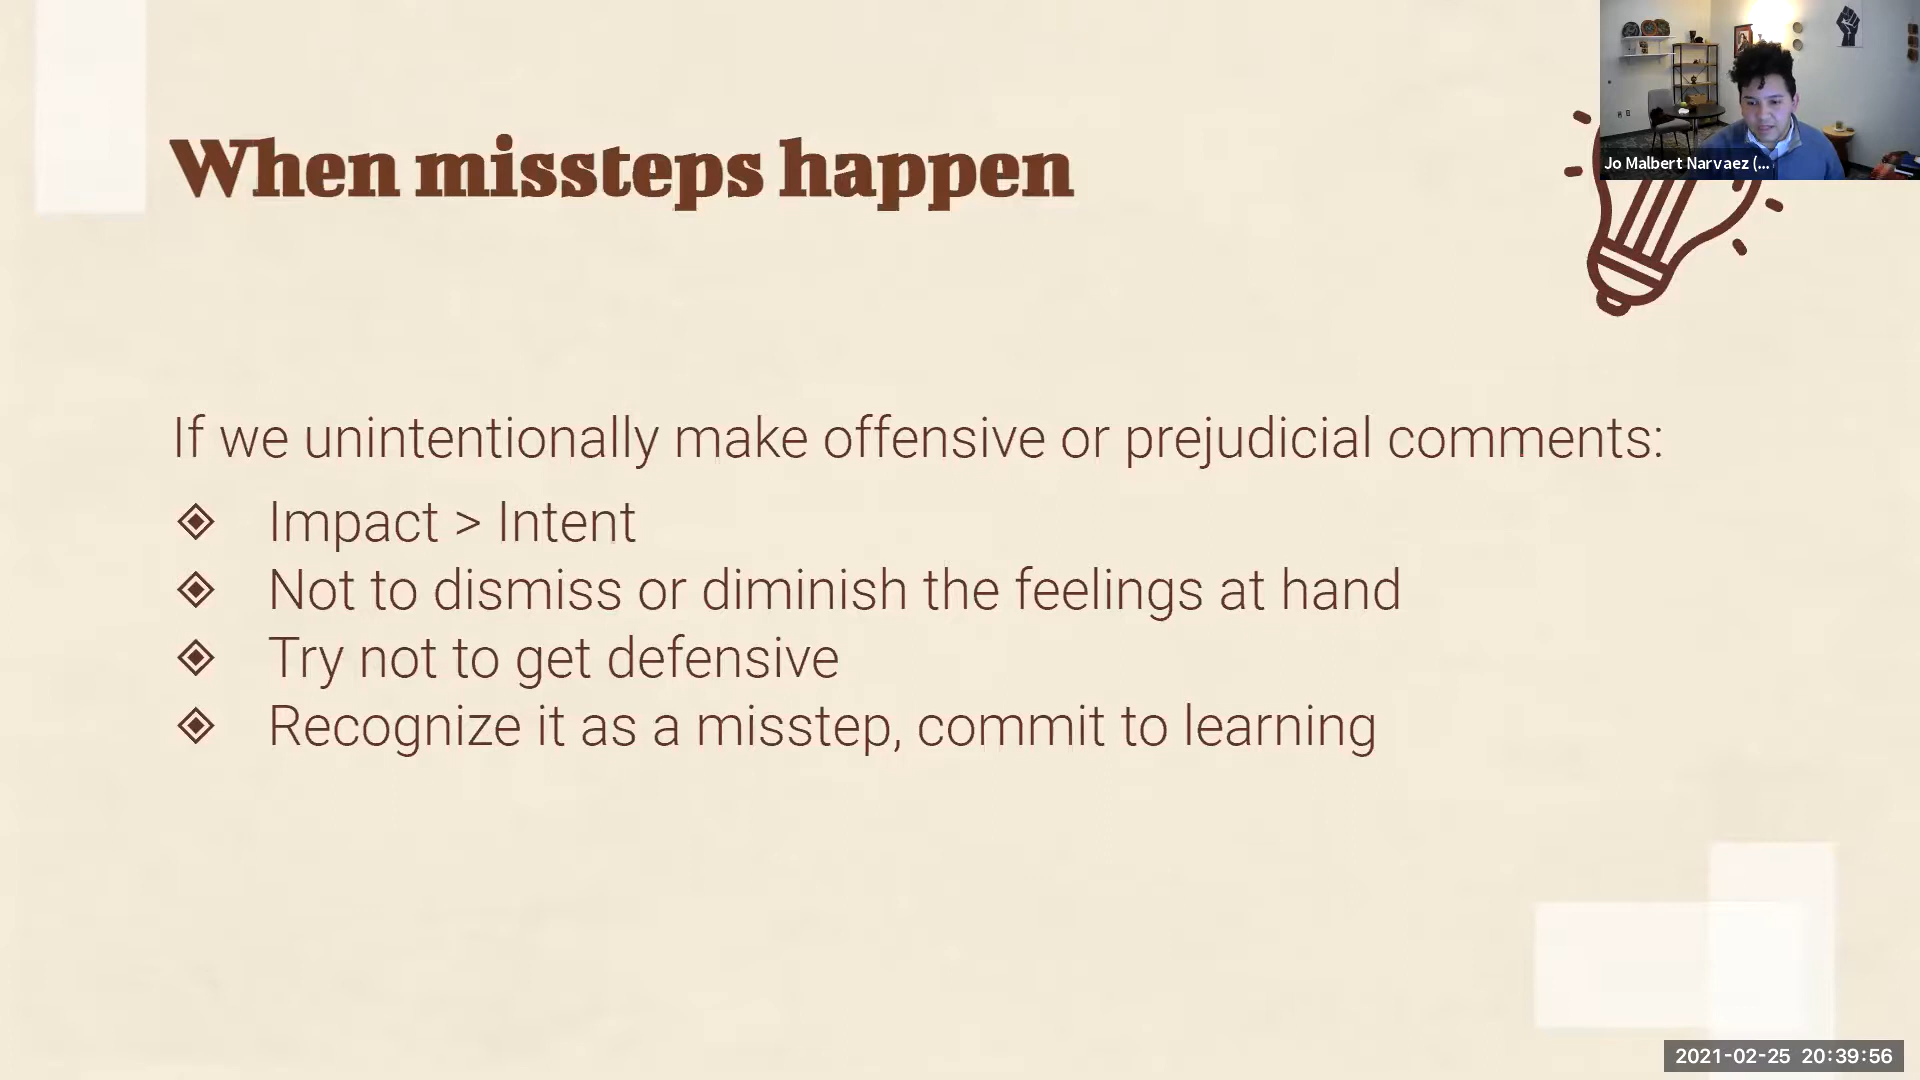 When missteps happen
Jo Malbert Narvaez (...
If we unintentionally make offensive or prejudicial comments:
Impact > Intent
Not to dismiss or diminish the feelings at hand
Try not to get defensive
Recognize it as a misstep, commit to learning
2021-02-25 20:39:56